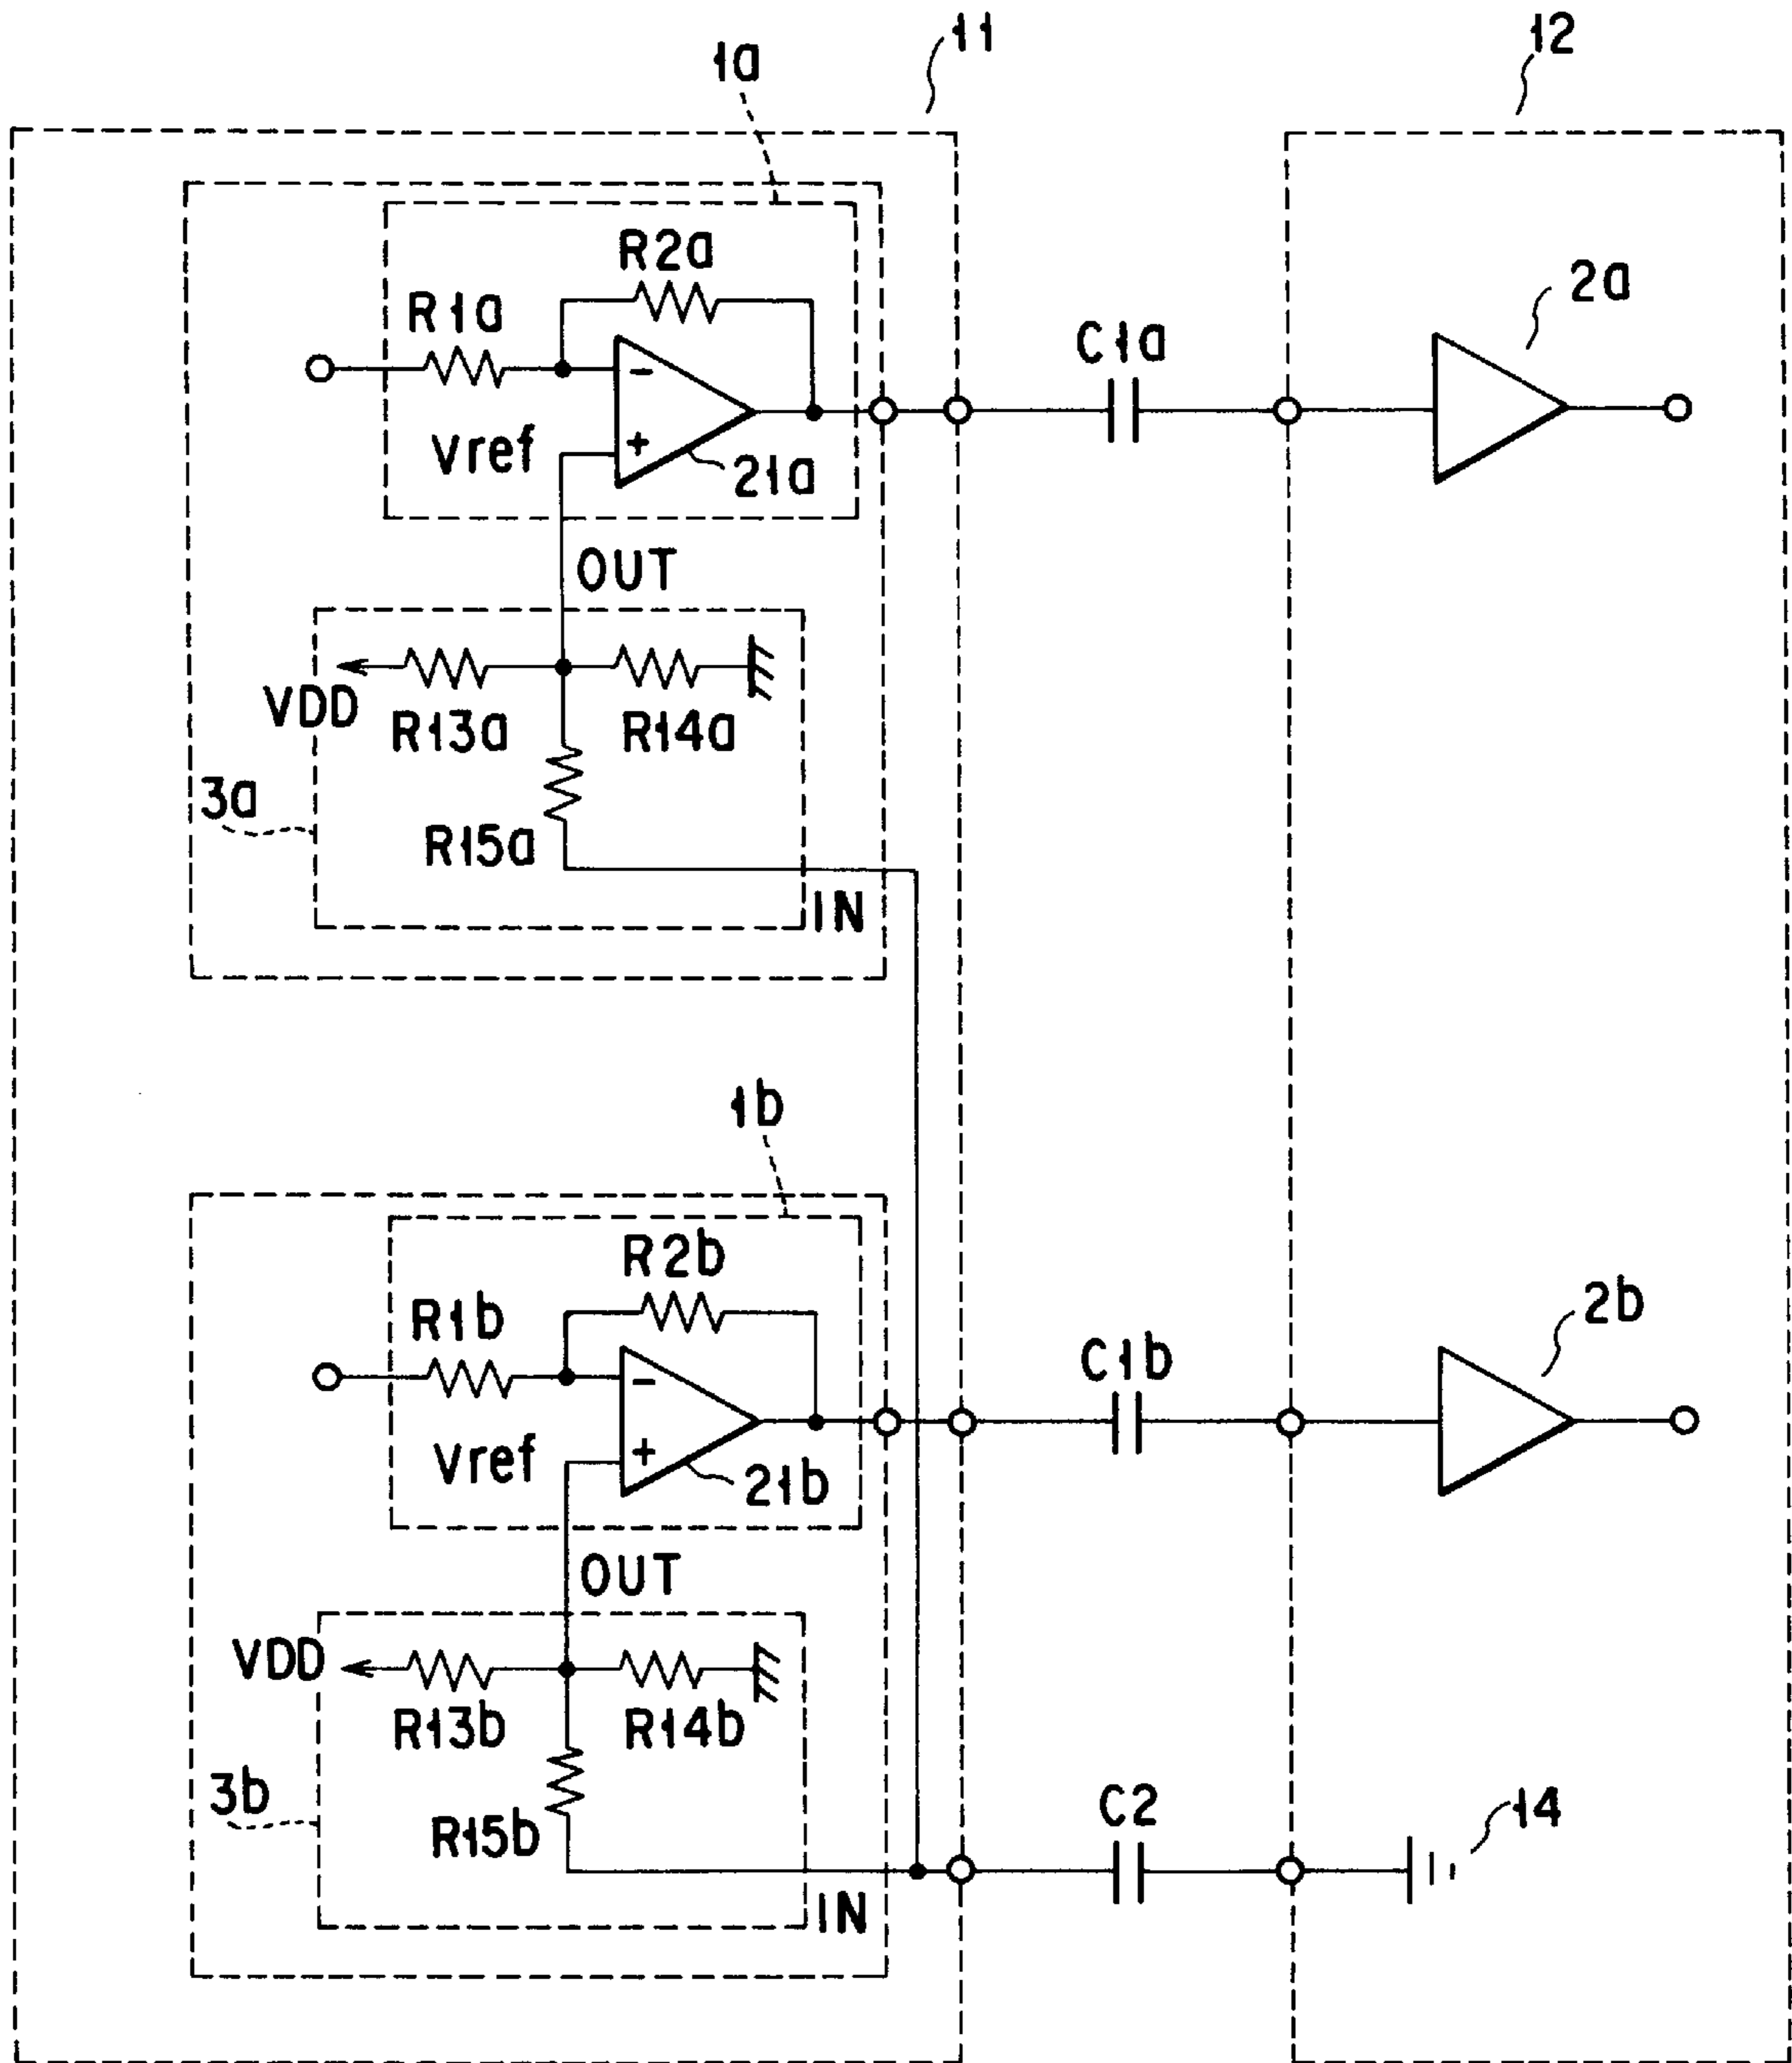 11
12
1a
R2a
R1a
-
+
Vref
21a
C1a
2a
OUT
VDD
R13a
R14a
3a
R15a
IN
1b
R2b
R1b
-
+
Vref
21b
C1b
2b
OUT
VDD
R13b
R14b
3b
R15b
IN
C2
14